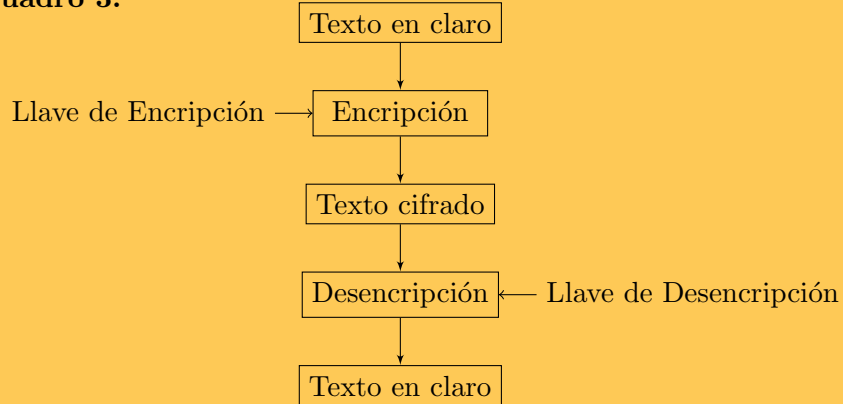 uadro 3.
Texto en claro
Llave de Encripción
Encripción
Texto cifrado
Desencripción
Llave de Desencripción
Texto en claro